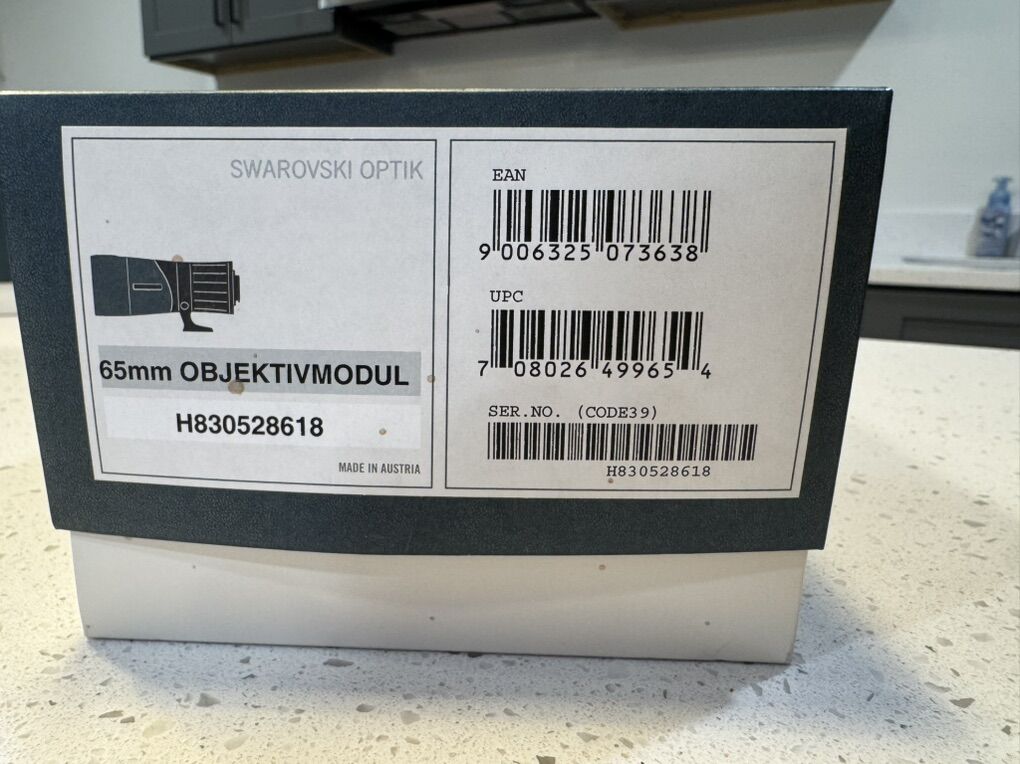 SWAROVSKI OPTIK
65mm OBJEKTIVMODUL
H830528618
MADE IN AUSTRIA
EAN
9 006325 073638
UPC
7 08026 49965 4
SER.NO. (CODE39)
H830528618